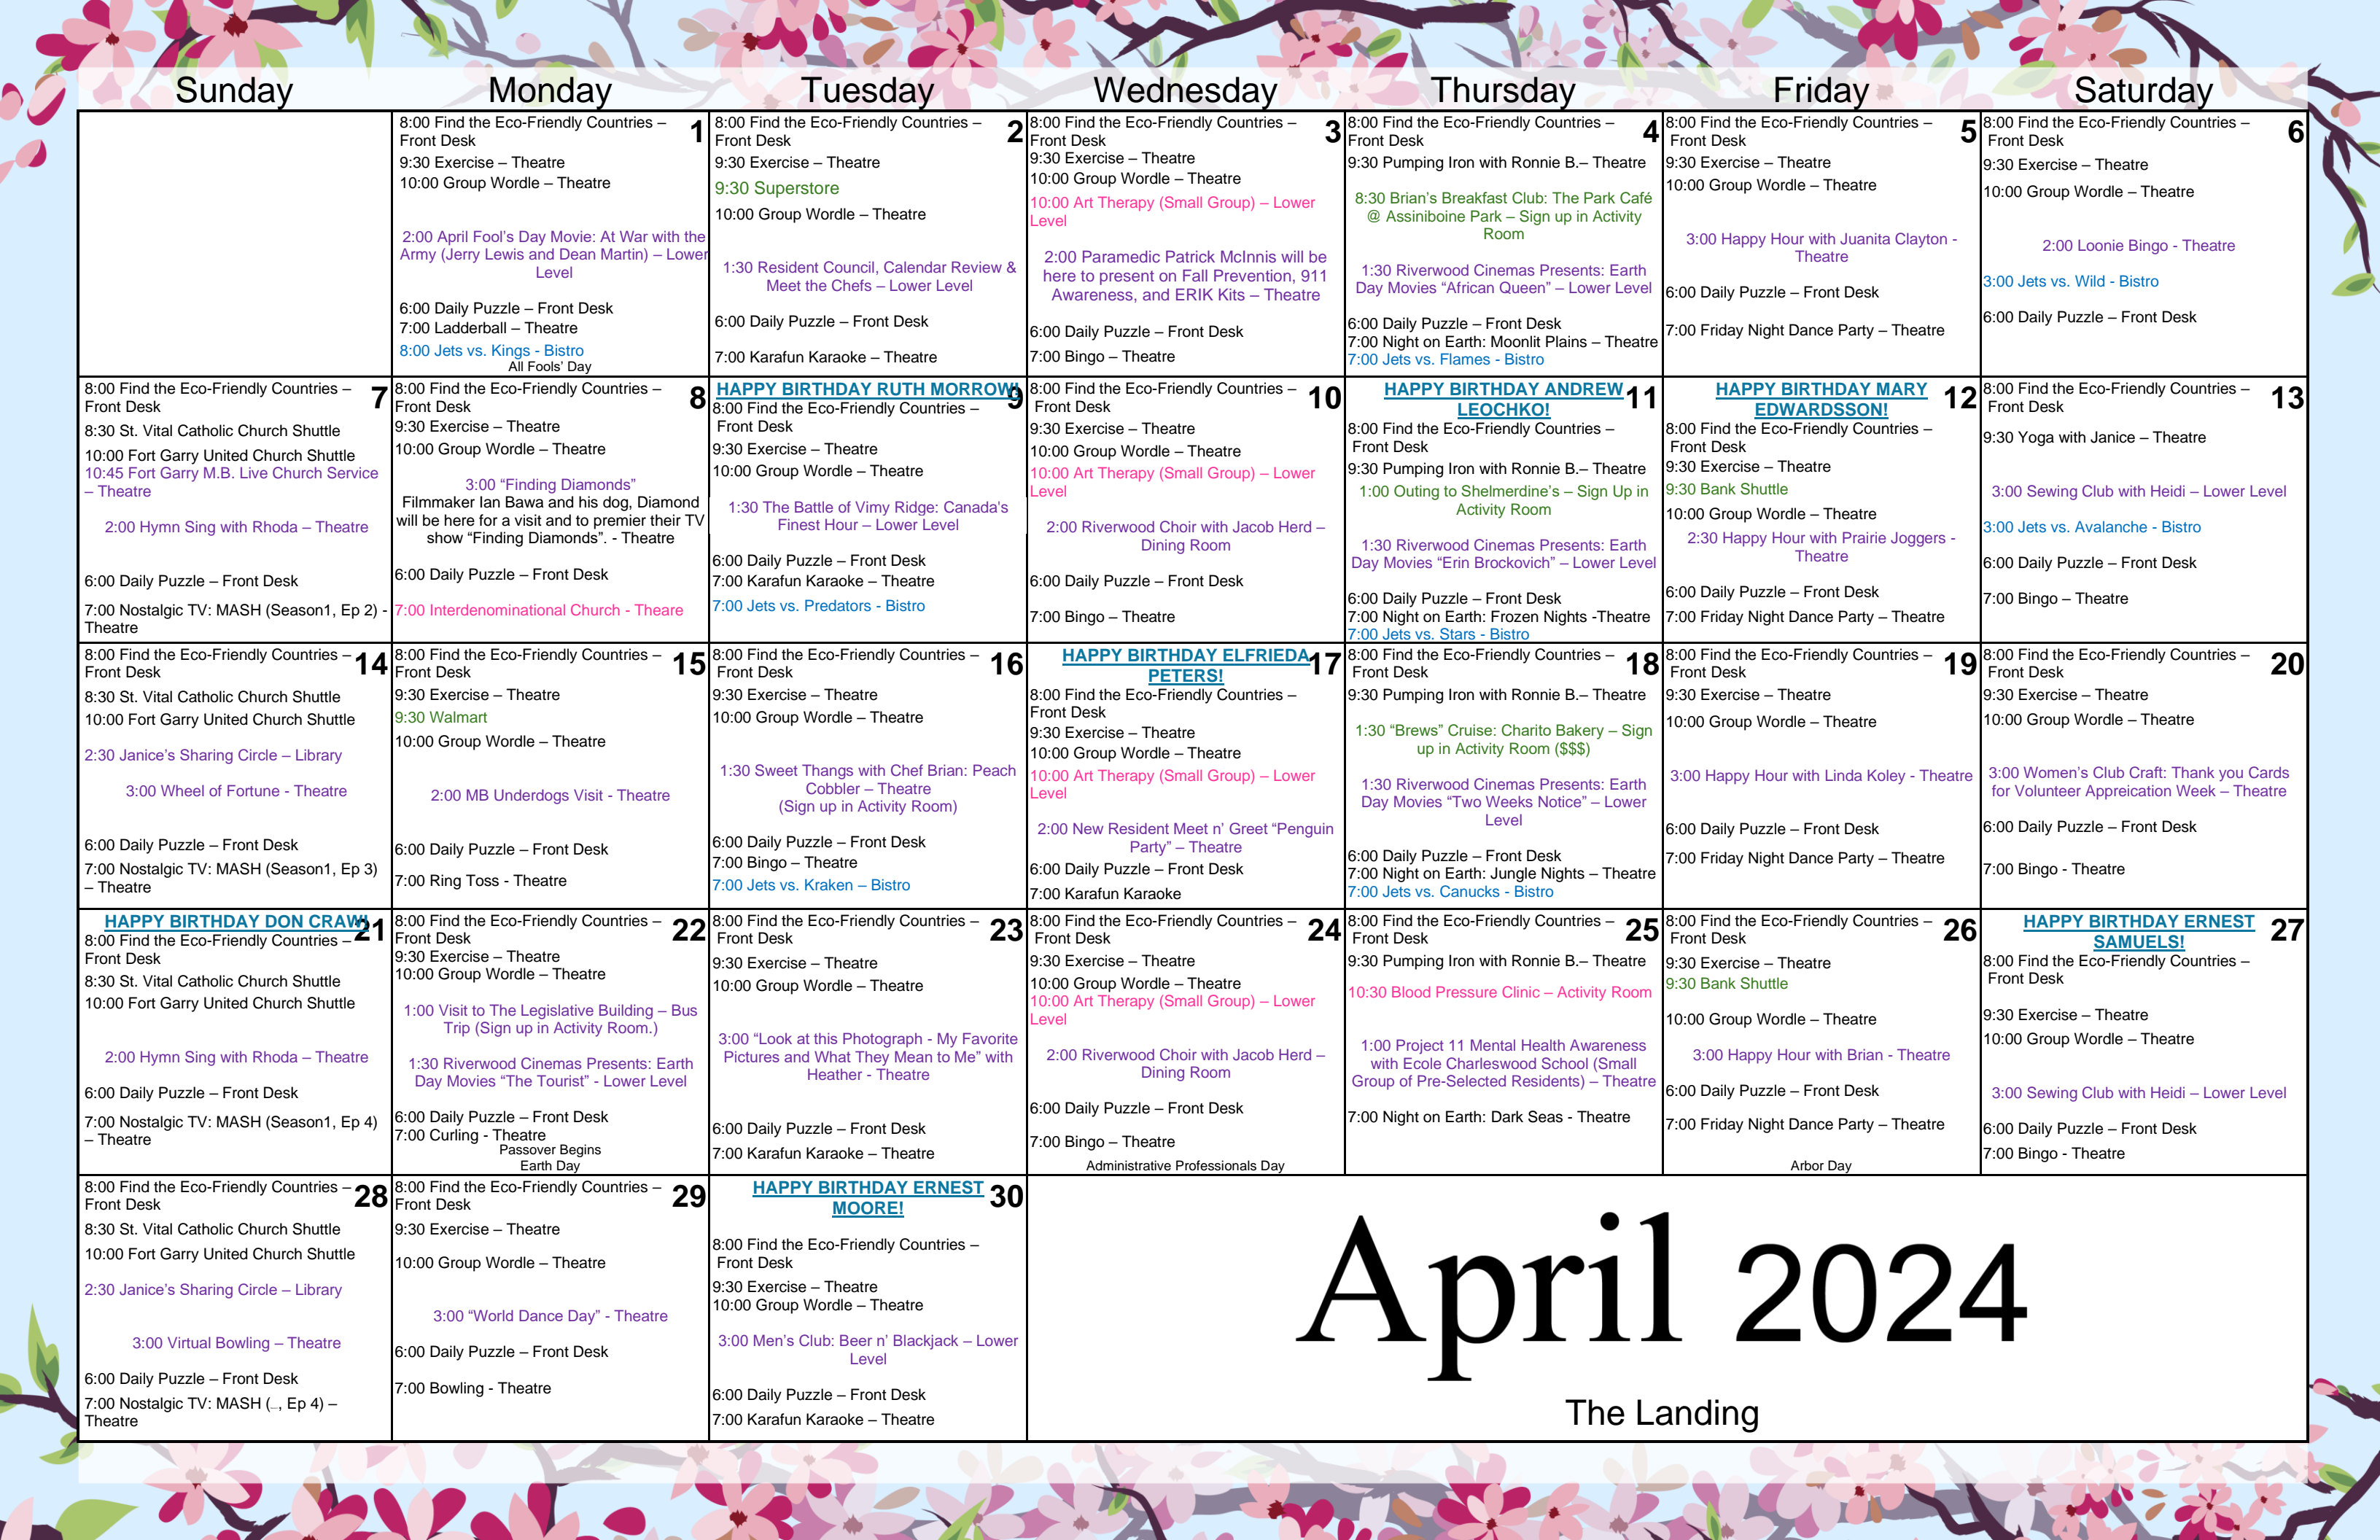 Sunday
Monday
Tuesday
Wednesday
Thursday
Friday
Saturday
1
8:00 Find the Eco-Friendly Countries –
Front Desk
9:30 Exercise – Theatre
10:00 Group Wordle – Theatre
2:00 April Fool's Day Movie: At War with the
Army (Jerry Lewis and Dean Martin) – Lower
Level
6:00 Daily Puzzle – Front Desk
7:00 Ladderball – Theatre
8:00 Jets vs. Kings - Bistro
All Fools' Day
2
8:00 Find the Eco-Friendly Countries –
Front Desk
9:30 Exercise – Theatre
9:30 Superstore
10:00 Group Wordle – Theatre
1:30 Resident Council, Calendar Review &
Meet the Chefs – Lower Level
6:00 Daily Puzzle – Front Desk
7:00 Karafun Karaoke – Theatre
3
8:00 Find the Eco-Friendly Countries –
Front Desk
9:30 Exercise – Theatre
10:00 Group Wordle – Theatre
10:00 Art Therapy (Small Group) – Lower
Level
2:00 Paramedic Patrick McInnis will be
here to present on Fall Prevention, 911
Awareness, and ERIK Kits – Theatre
6:00 Daily Puzzle – Front Desk
7:00 Bingo – Theatre
4
8:00 Find the Eco-Friendly Countries –
Front Desk
9:30 Pumping Iron with Ronnie B.– Theatre
8:30 Brian's Breakfast Club: The Park Café
@ Assiniboine Park – Sign up in Activity
Room
1:30 Riverwood Cinemas Presents: Earth
Day Movies “African Queen” – Lower Level
6:00 Daily Puzzle – Front Desk
7:00 Night on Earth: Moonlit Plains – Theatre
7:00 Jets vs. Flames - Bistro
5
8:00 Find the Eco-Friendly Countries –
Front Desk
9:30 Exercise – Theatre
10:00 Group Wordle – Theatre
3:00 Happy Hour with Juanita Clayton -
Theatre
6:00 Daily Puzzle – Front Desk
7:00 Friday Night Dance Party – Theatre
6
8:00 Find the Eco-Friendly Countries –
Front Desk
9:30 Exercise – Theatre
10:00 Group Wordle – Theatre
2:00 Loonie Bingo - Theatre
3:00 Jets vs. Wild - Bistro
6:00 Daily Puzzle – Front Desk
7
8:00 Find the Eco-Friendly Countries –
Front Desk
8:30 St. Vital Catholic Church Shuttle
10:00 Fort Garry United Church Shuttle
10:45 Fort Garry M.B. Live Church Service
– Theatre
2:00 Hymn Sing with Rhoda – Theatre
6:00 Daily Puzzle – Front Desk
7:00 Nostalgic TV: MASH (Season1, Ep 2) -
Theatre
8
8:00 Find the Eco-Friendly Countries –
Front Desk
9:30 Exercise – Theatre
10:00 Group Wordle – Theatre
3:00 “Finding Diamonds”
Filmmaker Ian Bawa and his dog, Diamond
will be here for a visit and to premier their TV
show “Finding Diamonds”. - Theatre
6:00 Daily Puzzle – Front Desk
7:00 Interdenominational Church - Theare
9
HAPPY BIRTHDAY RUTH MORROW!
8:00 Find the Eco-Friendly Countries –
Front Desk
9:30 Exercise – Theatre
10:00 Group Wordle – Theatre
1:30 The Battle of Vimy Ridge: Canada's
Finest Hour – Lower Level
6:00 Daily Puzzle – Front Desk
7:00 Karafun Karaoke – Theatre
7:00 Jets vs. Predators - Bistro
10
8:00 Find the Eco-Friendly Countries –
Front Desk
9:30 Exercise – Theatre
10:00 Group Wordle – Theatre
10:00 Art Therapy (Small Group) – Lower
Level
2:00 Riverwood Choir with Jacob Herd –
Dining Room
6:00 Daily Puzzle – Front Desk
7:00 Bingo – Theatre
11
HAPPY BIRTHDAY ANDREW
LEOCHKO!
8:00 Find the Eco-Friendly Countries –
Front Desk
9:30 Pumping Iron with Ronnie B.– Theatre
1:00 Outing to Shelmerdine's – Sign Up in
Activity Room
1:30 Riverwood Cinemas Presents: Earth
Day Movies “Erin Brockovich” – Lower Level
6:00 Daily Puzzle – Front Desk
7:00 Night on Earth: Frozen Nights -Theatre
7:00 Jets vs. Stars - Bistro
12
HAPPY BIRTHDAY MARY
EDWARDSSON!
8:00 Find the Eco-Friendly Countries –
Front Desk
9:30 Exercise – Theatre
9:30 Bank Shuttle
10:00 Group Wordle – Theatre
2:30 Happy Hour with Prairie Joggers -
Theatre
6:00 Daily Puzzle – Front Desk
7:00 Friday Night Dance Party – Theatre
13
8:00 Find the Eco-Friendly Countries –
Front Desk
9:30 Yoga with Janice – Theatre
3:00 Sewing Club with Heidi – Lower Level
3:00 Jets vs. Avalanche - Bistro
6:00 Daily Puzzle – Front Desk
7:00 Bingo – Theatre
14
8:00 Find the Eco-Friendly Countries –
Front Desk
8:30 St. Vital Catholic Church Shuttle
10:00 Fort Garry United Church Shuttle
2:30 Janice's Sharing Circle – Library
3:00 Wheel of Fortune - Theatre
6:00 Daily Puzzle – Front Desk
7:00 Nostalgic TV: MASH (Season1, Ep 3)
– Theatre
15
8:00 Find the Eco-Friendly Countries –
Front Desk
9:30 Exercise – Theatre
9:30 Walmart
10:00 Group Wordle – Theatre
2:00 MB Underdogs Visit - Theatre
6:00 Daily Puzzle – Front Desk
7:00 Ring Toss - Theatre
16
8:00 Find the Eco-Friendly Countries –
Front Desk
9:30 Exercise – Theatre
10:00 Group Wordle – Theatre
1:30 Sweet Thangs with Chef Brian: Peach
Cobbler – Theatre
(Sign up in Activity Room)
6:00 Daily Puzzle – Front Desk
7:00 Bingo – Theatre
7:00 Jets vs. Kraken – Bistro
17
HAPPY BIRTHDAY ELFRIEDA
PETERS!
8:00 Find the Eco-Friendly Countries –
Front Desk
9:30 Exercise – Theatre
10:00 Group Wordle – Theatre
10:00 Art Therapy (Small Group) – Lower
Level
2:00 New Resident Meet n' Greet “Penguin
Party” – Theatre
6:00 Daily Puzzle – Front Desk
7:00 Karafun Karaoke
18
8:00 Find the Eco-Friendly Countries –
Front Desk
9:30 Pumping Iron with Ronnie B.– Theatre
1:30 “Brews” Cruise: Charito Bakery – Sign
up in Activity Room ($$$)
1:30 Riverwood Cinemas Presents: Earth
Day Movies “Two Weeks Notice” – Lower
Level
6:00 Daily Puzzle – Front Desk
7:00 Night on Earth: Jungle Nights – Theatre
7:00 Jets vs. Canucks - Bistro
19
8:00 Find the Eco-Friendly Countries –
Front Desk
9:30 Exercise – Theatre
10:00 Group Wordle – Theatre
3:00 Happy Hour with Linda Koley - Theatre
6:00 Daily Puzzle – Front Desk
7:00 Friday Night Dance Party – Theatre
20
8:00 Find the Eco-Friendly Countries –
Front Desk
9:30 Exercise – Theatre
10:00 Group Wordle – Theatre
3:00 Women's Club Craft: Thank you Cards
for Volunteer Appreication Week – Theatre
6:00 Daily Puzzle – Front Desk
7:00 Bingo - Theatre
21
HAPPY BIRTHDAY DON CRAW!
8:00 Find the Eco-Friendly Countries –
Front Desk
8:30 St. Vital Catholic Church Shuttle
10:00 Fort Garry United Church Shuttle
2:00 Hymn Sing with Rhoda – Theatre
6:00 Daily Puzzle – Front Desk
7:00 Nostalgic TV: MASH (Season1, Ep 4)
– Theatre
22
8:00 Find the Eco-Friendly Countries –
Front Desk
9:30 Exercise – Theatre
10:00 Group Wordle – Theatre
1:00 Visit to The Legislative Building – Bus
Trip (Sign up in Activity Room.)
1:30 Riverwood Cinemas Presents: Earth
Day Movies “The Tourist” - Lower Level
6:00 Daily Puzzle – Front Desk
7:00 Curling - Theatre
Passover Begins
Earth Day
23
8:00 Find the Eco-Friendly Countries –
Front Desk
9:30 Exercise – Theatre
10:00 Group Wordle – Theatre
3:00 “Look at this Photograph - My Favorite
Pictures and What They Mean to Me” with
Heather - Theatre
6:00 Daily Puzzle – Front Desk
7:00 Karafun Karaoke – Theatre
24
8:00 Find the Eco-Friendly Countries –
Front Desk
9:30 Exercise – Theatre
10:00 Group Wordle – Theatre
10:00 Art Therapy (Small Group) – Lower
Level
2:00 Riverwood Choir with Jacob Herd –
Dining Room
6:00 Daily Puzzle – Front Desk
7:00 Bingo – Theatre
Administrative Professionals Day
25
8:00 Find the Eco-Friendly Countries –
Front Desk
9:30 Pumping Iron with Ronnie B.– Theatre
10:30 Blood Pressure Clinic – Activity Room
1:00 Project 11 Mental Health Awareness
with Ecole Charleswood School (Small
Group of Pre-Selected Residents) – Theatre
7:00 Night on Earth: Dark Seas - Theatre
26
8:00 Find the Eco-Friendly Countries –
Front Desk
9:30 Exercise – Theatre
9:30 Bank Shuttle
10:00 Group Wordle – Theatre
3:00 Happy Hour with Brian - Theatre
6:00 Daily Puzzle – Front Desk
7:00 Friday Night Dance Party – Theatre
Arbor Day
27
HAPPY BIRTHDAY ERNEST
SAMUELS!
8:00 Find the Eco-Friendly Countries –
Front Desk
9:30 Exercise – Theatre
10:00 Group Wordle – Theatre
3:00 Sewing Club with Heidi – Lower Level
6:00 Daily Puzzle – Front Desk
7:00 Bingo - Theatre
28
8:00 Find the Eco-Friendly Countries –
Front Desk
8:30 St. Vital Catholic Church Shuttle
10:00 Fort Garry United Church Shuttle
2:30 Janice's Sharing Circle – Library
3:00 Virtual Bowling – Theatre
6:00 Daily Puzzle – Front Desk
7:00 Nostalgic TV: MASH (..., Ep 4) –
Theatre
29
8:00 Find the Eco-Friendly Countries –
Front Desk
9:30 Exercise – Theatre
10:00 Group Wordle – Theatre
3:00 “World Dance Day” - Theatre
6:00 Daily Puzzle – Front Desk
7:00 Bowling - Theatre
30
HAPPY BIRTHDAY ERNEST
MOORE!
8:00 Find the Eco-Friendly Countries –
Front Desk
9:30 Exercise – Theatre
10:00 Group Wordle – Theatre
3:00 Men's Club: Beer n' Blackjack – Lower
Level
6:00 Daily Puzzle – Front Desk
7:00 Karafun Karaoke – Theatre
April 2024
The Landing